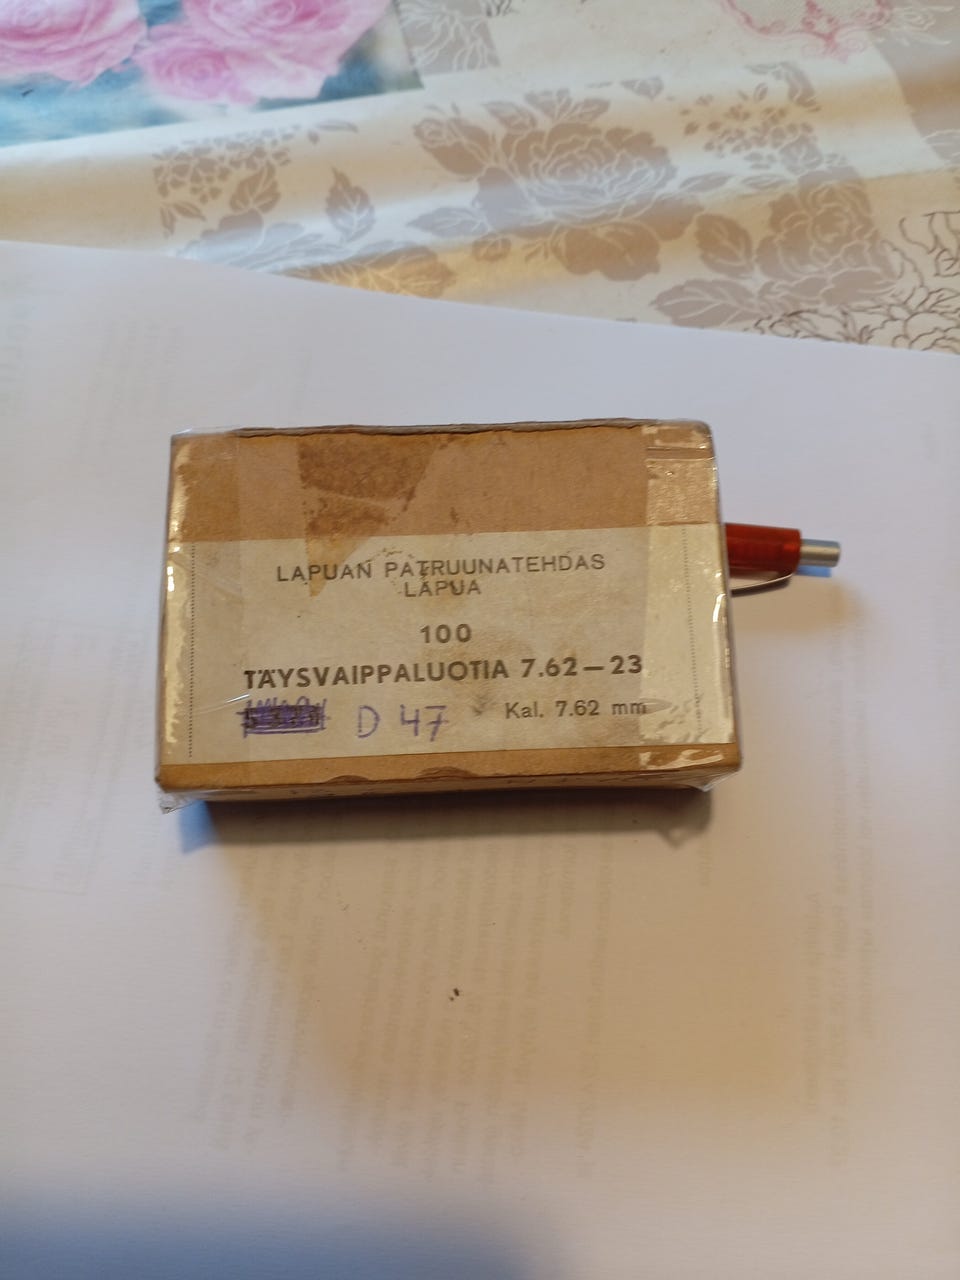 LAPUAN PATRUUNATEHDAS
LAPUA
100
TÄYSVAIPPALUOTIA 7.62—23
D 47
Kal. 7.62 mm